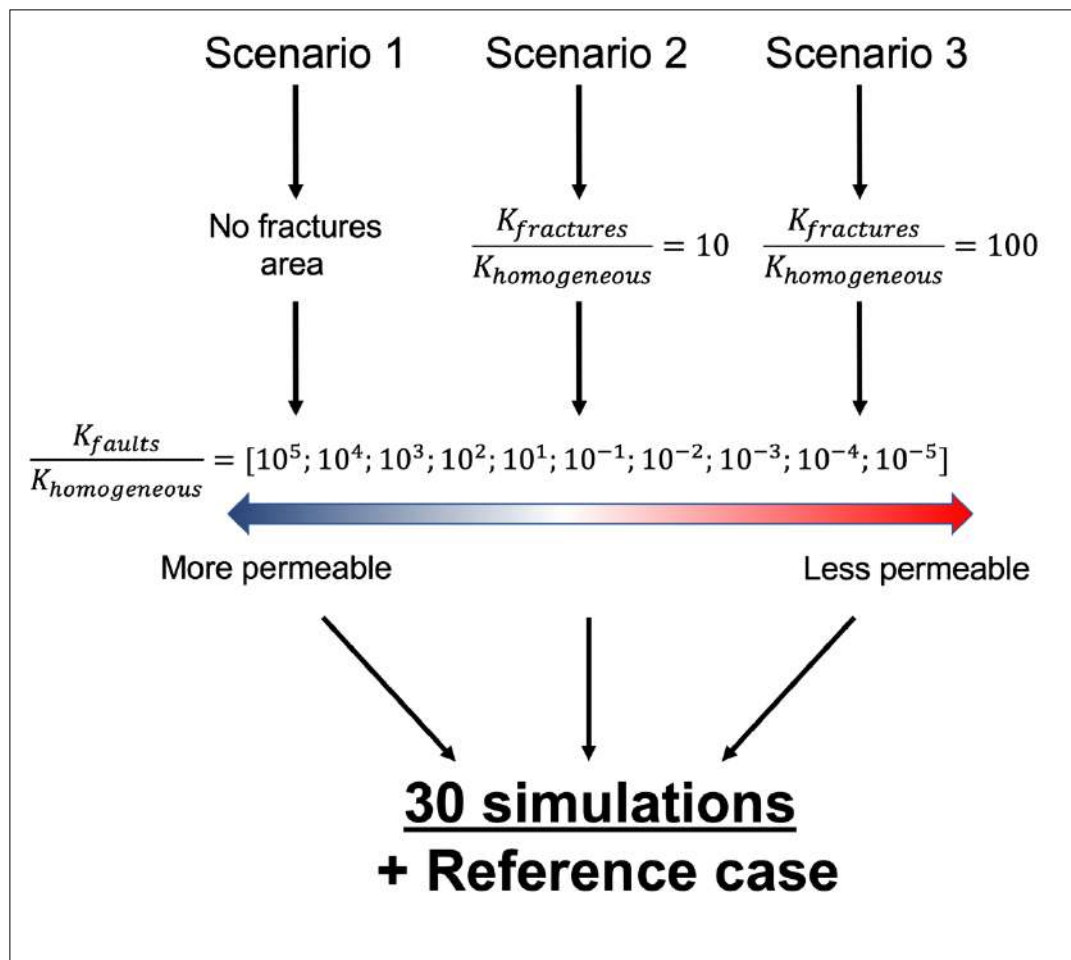 Scenario 1 Scenario 2 Scenario 3
No fractures
area
K_fractures / K_homogeneous = 10
K_fractures / K_homogeneous = 100
K_faults / K_homogeneous = [10^5; 10^4; 10^3; 10^2; 10^1; 10^-1; 10^-2; 10^-3; 10^-4; 10^-5]
More permeable Less permeable
30 simulations
+ Reference case